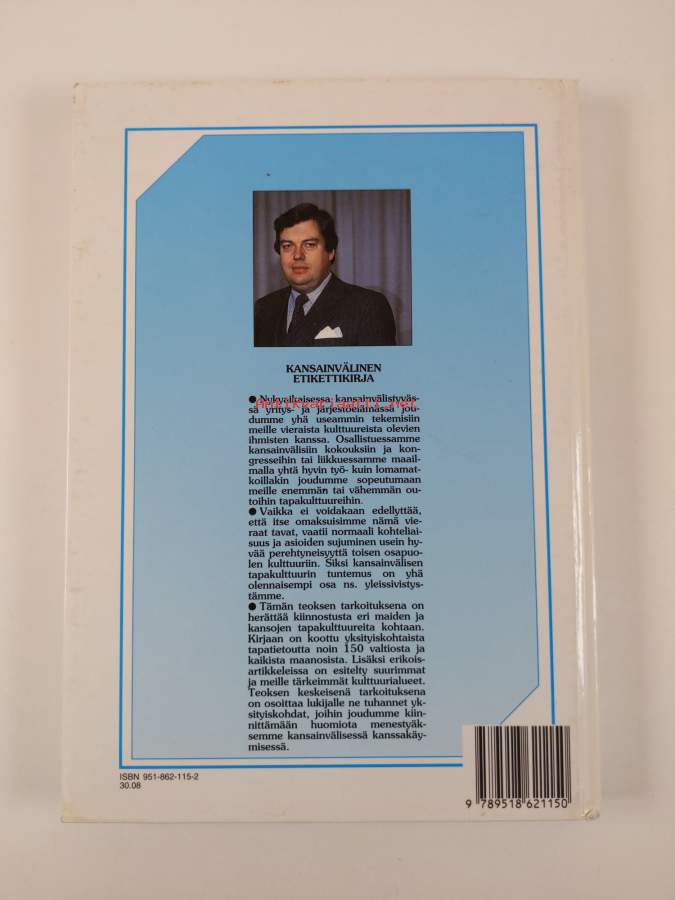 KANSAINVÄLINEN
ETIKETTIKIRJA
● Nykyaikaisessa kansainvälistyväs-
Antikvariaatti.net
sä yritys- ja järjestöelämässä jou-
dumme yhä useammin tekemisiin
meille vieraista kulttuureista olevien
ihmisten kanssa. Osallistuessamme
kansainvälisiin kokouksiin ja kon-
gresseihin tai liikkuessamme maail-
malla yhtä hyvin työ- kuin lomamat-
koillakin joudumme sopeutumaan
meille enemmän tai vähemmän ou-
toihin tapakulttuureihin.
● Vaikka ei voidakaan edellyttää,
että itse omaksuisimme nämä vie-
raat tavat, vaatii normaali kohteliai-
suus ja asioiden sujuminen usein hy-
vää perehtyneisyyttä toisen osapuo-
len kulttuuriin. Siksi kansainvälisen
tapakulttuurin tuntemus on yhä
olennaisempi osa ns. yleissivistys-
tämme.
● Tämän teoksen tarkoituksena on
herättää kiinnostusta eri maiden ja
kansojen tapakulttuureita kohtaan.
Kirjaan on koottu yksityiskohtaista
tapatietoutta noin 150 valtiosta ja
kaikista maanosista. Lisäksi erikois-
artikkeleissa on esitelty suurimmat
ja meille tärkeimmät kulttuurialueet.
Teoksen keskeisenä tarkoituksena
on osoittaa lukijalle ne tuhannet yk-
sityiskohdat, joihin joudumme kiin-
nittämään huomiota menestyäk-
semme kansainvälisessä kanssakäy-
misessä.
ISBN 951-862-115-2
30.08
9 789518 621150